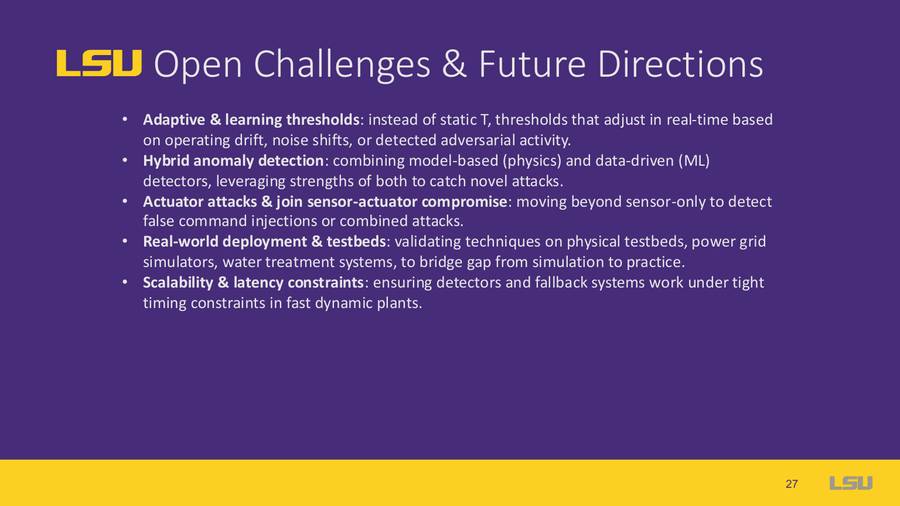 LSU Open Challenges & Future Directions
• Adaptive & learning thresholds: instead of static T, thresholds that adjust in real-time based
on operating drift, noise shifts, or detected adversarial activity.
• Hybrid anomaly detection: combining model-based (physics) and data-driven (ML)
detectors, leveraging strengths of both to catch novel attacks.
• Actuator attacks & join sensor-actuator compromise: moving beyond sensor-only to detect
false command injections or combined attacks.
• Real-world deployment & testbeds: validating techniques on physical testbeds, power grid
simulators, water treatment systems, to bridge gap from simulation to practice.
• Scalability & latency constraints: ensuring detectors and fallback systems work under tight
timing constraints in fast dynamic plants.
27 LSU